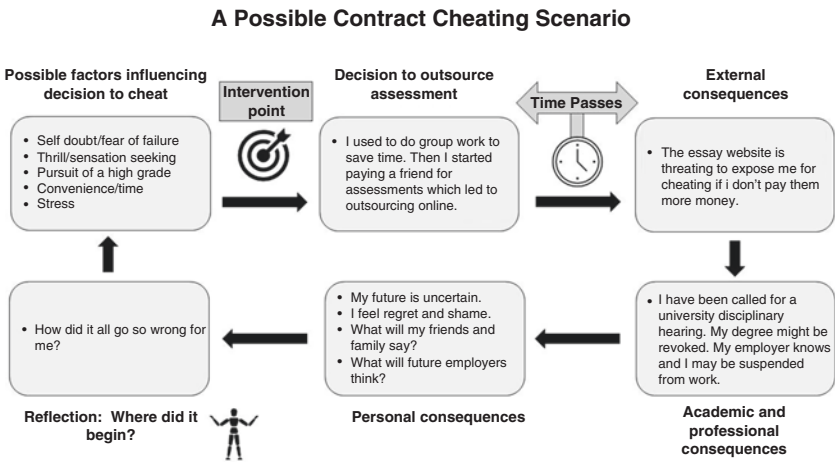 A Possible Contract Cheating Scenario
Possible factors influencing
decision to cheat
• Self doubt/fear of failure
• Thrill/sensation seeking
• Pursuit of a high grade
• Convenience/time
• Stress
Intervention
point
Decision to outsource
assessment
• I used to do group work to
save time. Then I started
paying a friend for
assessments which led to
outsourcing online.
Time Passes
External
consequences
• The essay website is
threating to expose me for
cheating if i don't pay them
more money.
• I have been called for a
university disciplinary
hearing. My degree might be
revoked. My employer knows
and I may be suspended
from work.
Academic and
professional
consequences
• My future is uncertain.
• I feel regret and shame.
• What will my friends and
family say?
• What will future employers
think?
Personal consequences
• How did it all go so wrong for
me?
Reflection: Where did it
begin?